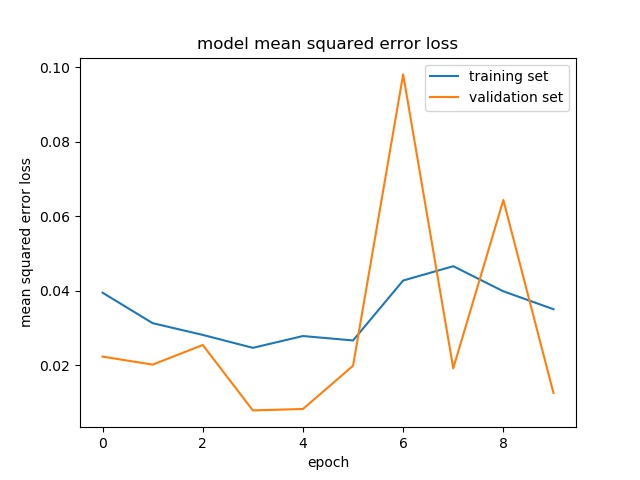 model mean squared error loss
training set
validation set
0.10
0.08
0.06
0.04
0.02
mean squared error loss
0 2 4 6 8
epoch